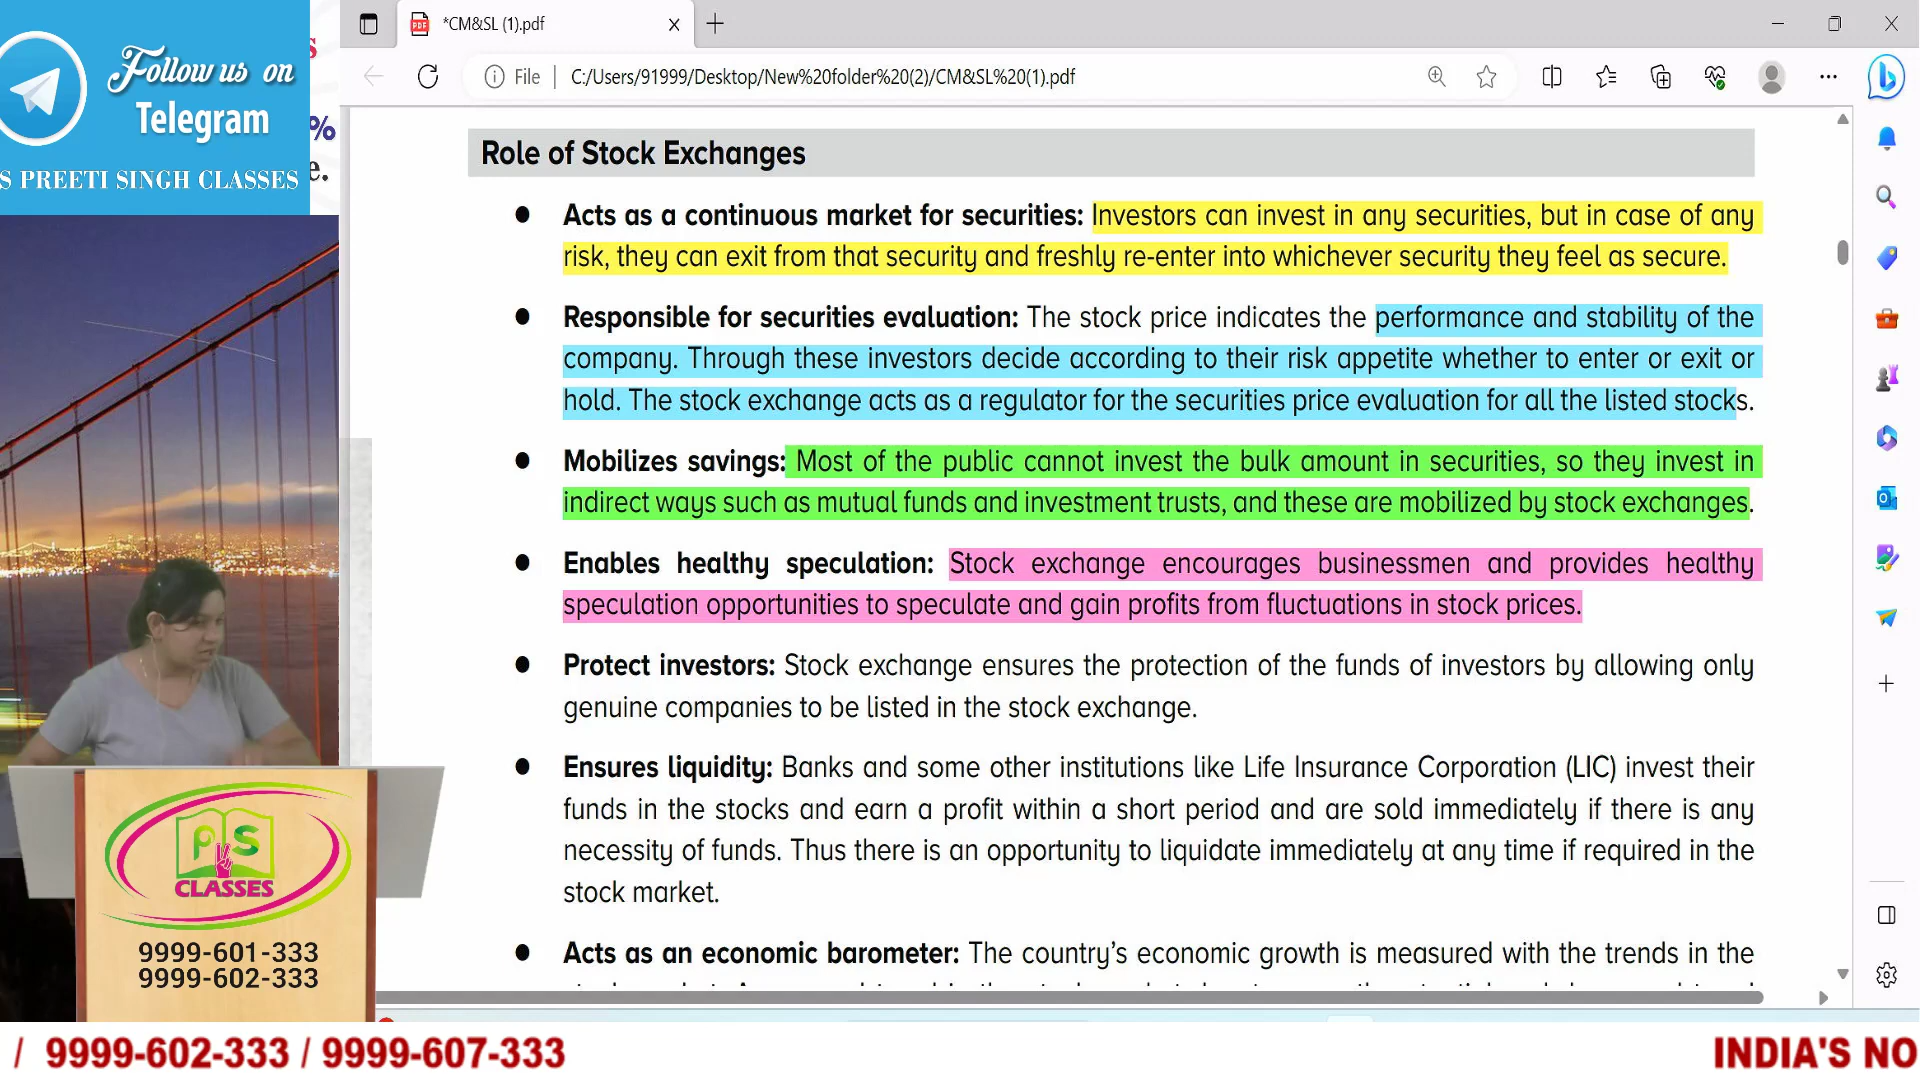 Follow us on
Telegram
S PREETI SINGH CLASSES
s
%
e.
*CM&SL (1).pdf
File
C:/Users/91999/Desktop/New%20folder%20(2)/CM&SL%20(1).pdf
Role of Stock Exchanges
● Acts as a continuous market for securities: Investors can invest in any securities, but in case of any
risk, they can exit from that security and freshly re-enter into whichever security they feel as secure.
● Responsible for securities evaluation: The stock price indicates the performance and stability of the
company. Through these investors decide according to their risk appetite whether to enter or exit or
hold. The stock exchange acts as a regulator for the securities price evaluation for all the listed stocks.
● Mobilizes savings: Most of the public cannot invest the bulk amount in securities, so they invest in
indirect ways such as mutual funds and investment trusts, and these are mobilized by stock exchanges.
● Enables healthy speculation: Stock exchange encourages businessmen and provides healthy
speculation opportunities to speculate and gain profits from fluctuations in stock prices.
● Protect investors: Stock exchange ensures the protection of the funds of investors by allowing only
genuine companies to be listed in the stock exchange.
● Ensures liquidity: Banks and some other institutions like Life Insurance Corporation (LIC) invest their
funds in the stocks and earn a profit within a short period and are sold immediately if there is any
necessity of funds. Thus there is an opportunity to liquidate immediately at any time if required in the
stock market.
● Acts as an economic barometer: The country’s economic growth is measured with the trends in the
PS
CLASSES
9999-601-333
9999-602-333
/ 9999-602-333 / 9999-607-333
INDIA'S NO